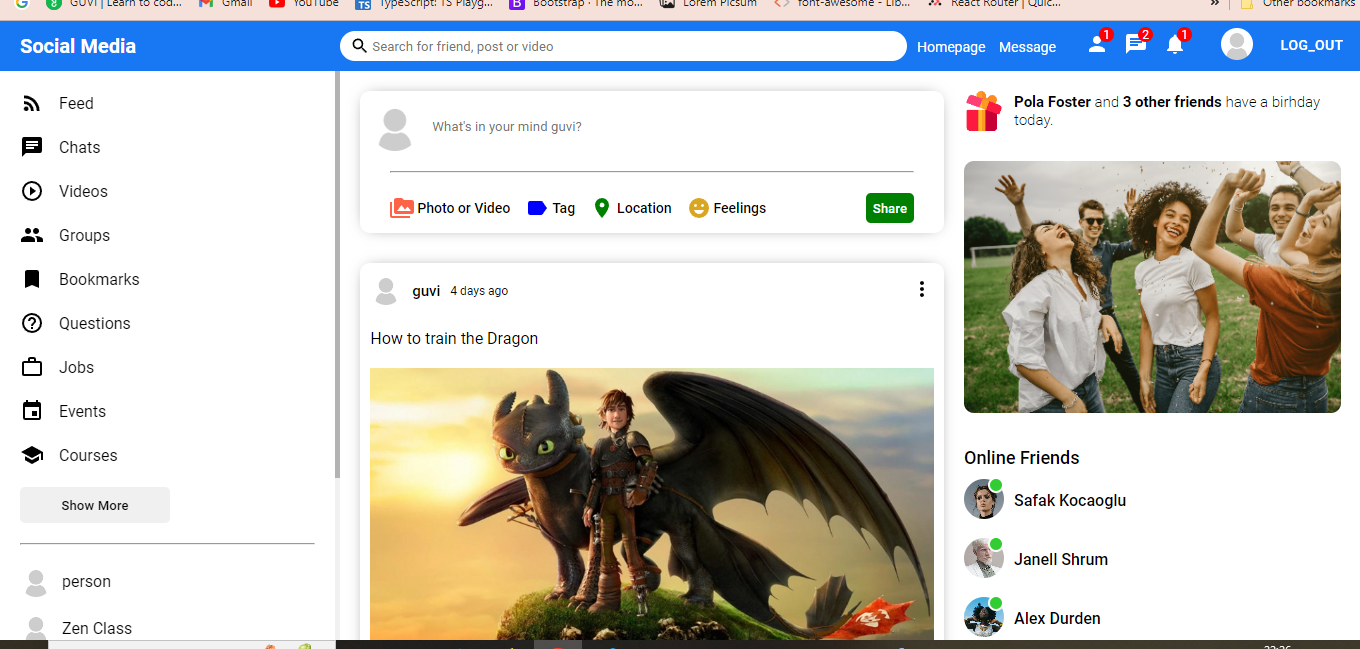 GUVI | Learn to cod...
Gmail
YouTube
TypeScript: TS Playg...
Bootstrap · The mo...
Lorem Picsum
font-awesome - Lib...
React Router | Quic...
»
Other bookmarks
Social Media
Search for friend, post or video
Homepage
Message
1
2
1
LOG_OUT
Feed
Chats
Videos
Groups
Bookmarks
Questions
Jobs
Events
Courses
Show More
person
Zen Class
What's in your mind guvi?
Photo or Video
Tag
Location
Feelings
Share
guvi 4 days ago
How to train the Dragon
Pola Foster and 3 other friends have a birhday
today.
Online Friends
Safak Kocaoglu
Janell Shrum
Alex Durden